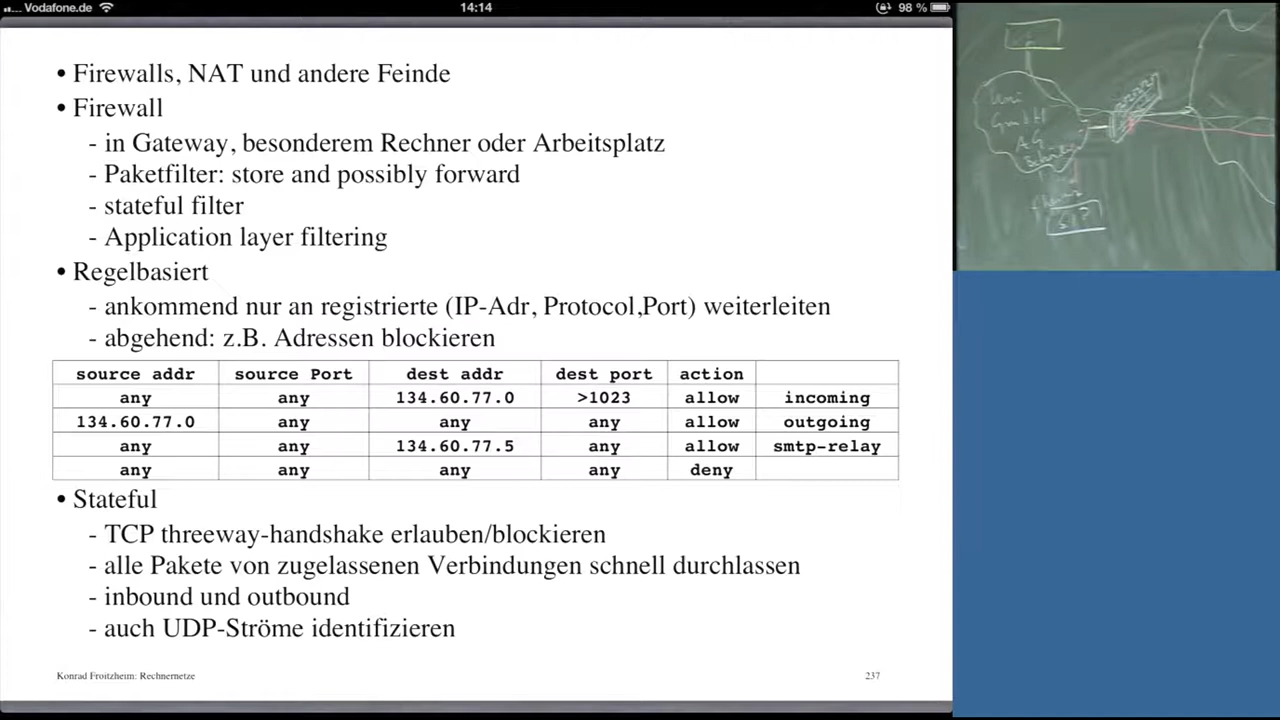 Vodafone.de 14:14 98 %
• Firewalls, NAT und andere Feinde
• Firewall
- in Gateway, besonderem Rechner oder Arbeitsplatz
- Paketfilter: store and possibly forward
- stateful filter
- Application layer filtering
• Regelbasiert
- ankommend nur an registrierte (IP-Adr, Protocol,Port) weiterleiten
- abgehend: z.B. Adressen blockieren
source addr source Port dest addr dest port action
any any 134.60.77.0 >1023 allow incoming
134.60.77.0 any any any allow outgoing
any any 134.60.77.5 any allow smtp-relay
any any any any deny
• Stateful
- TCP threeway-handshake erlauben/blockieren
- alle Pakete von zugelassenen Verbindungen schnell durchlassen
- inbound und outbound
- auch UDP-Ströme identifizieren
Konrad Froitzheim: Rechnernetze 237
Uni
GmbH
AG